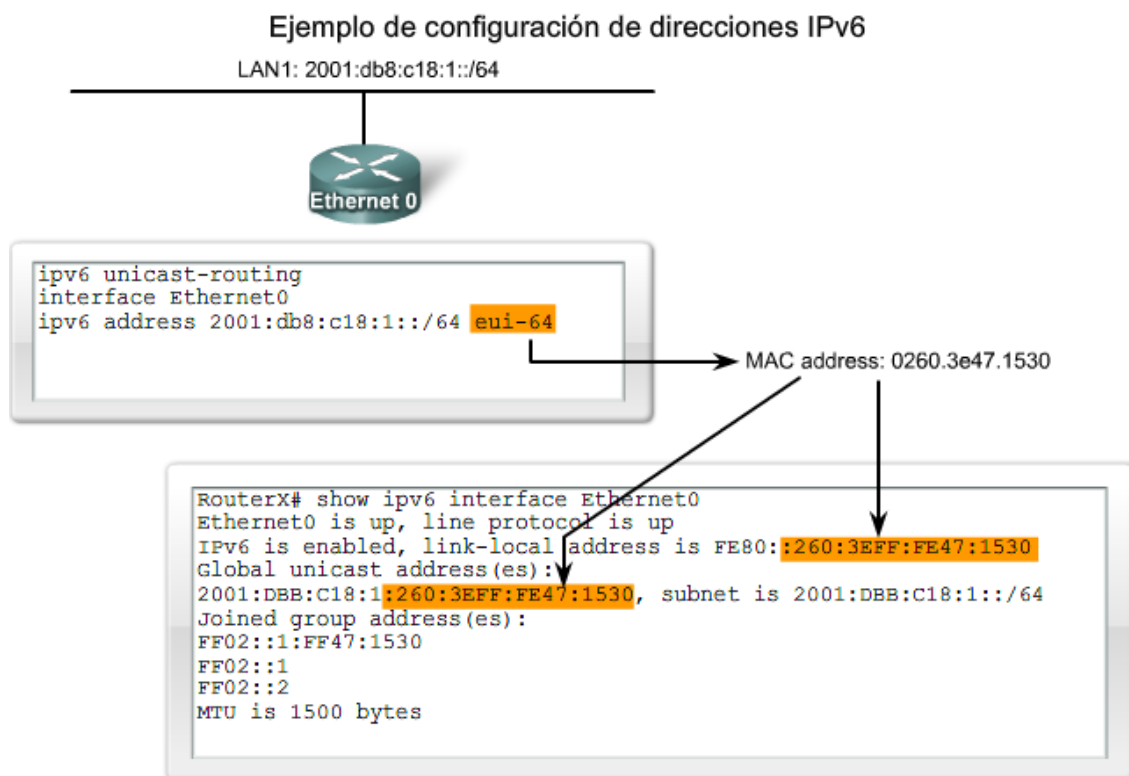 Ejemplo de configuración de direcciones IPv6
LAN1: 2001:db8:c18:1::/64
Ethernet 0
ipv6 unicast-routing
interface Ethernet0
ipv6 address 2001:db8:c18:1::/64 eui-64
MAC address: 0260.3e47.1530
RouterX# show ipv6 interface Ethernet0
Ethernet0 is up, line protocol is up
IPv6 is enabled, link-local address is FE80::260:3EFF:FE47:1530
Global unicast address(es):
2001:DBB:C18:1:260:3EFF:FE47:1530, subnet is 2001:DBB:C18:1::/64
Joined group address(es):
FF02::1:FF47:1530
FF02::1
FF02::2
MTU is 1500 bytes